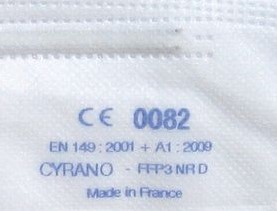 CE 0082
EN 149 : 2001 + A1 : 2009
CYRANO - FFP3 NR D
Made in France